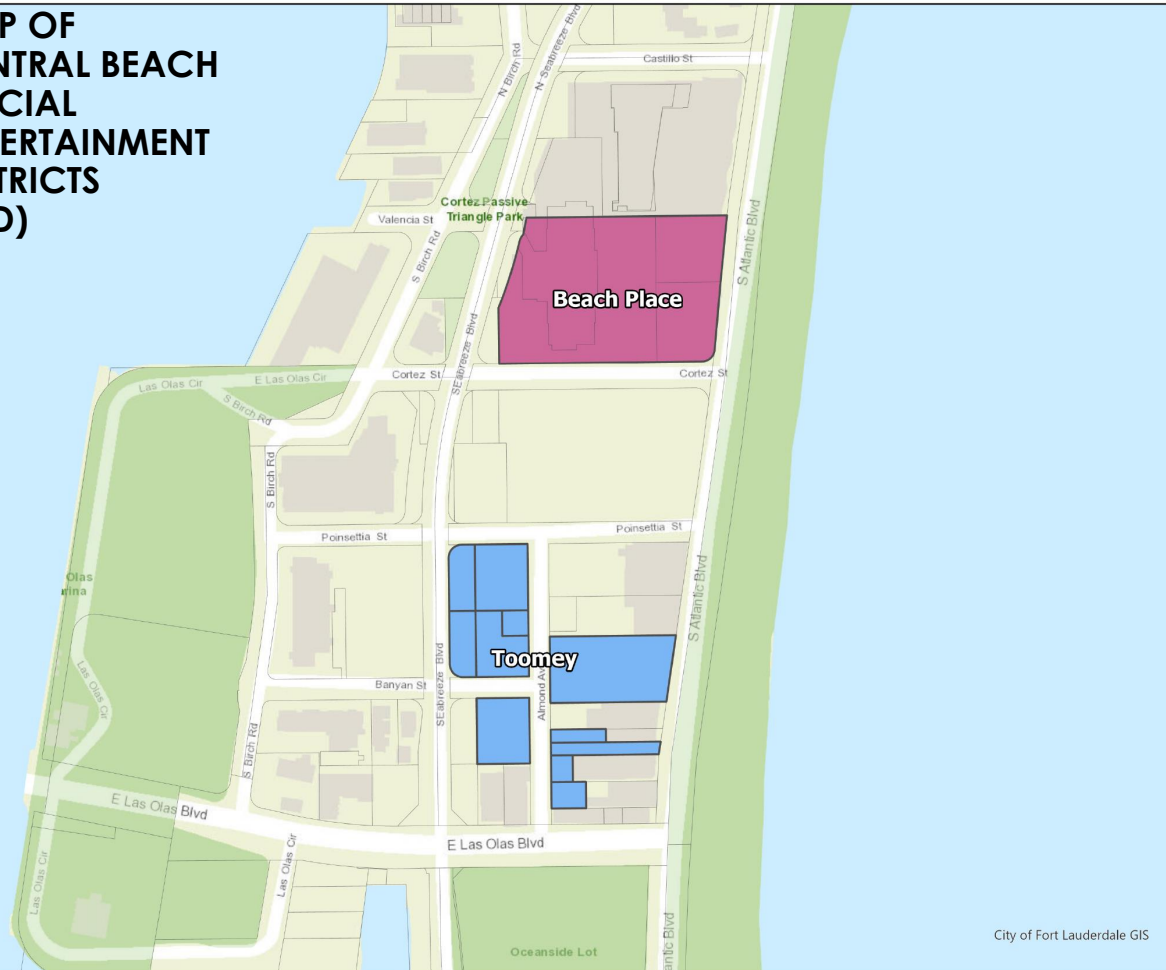 P OF
NTRAL BEACH
CIAL
ERTAINMENT
TRICTS
D)
Castillo St
N Birch Rd
N Seabreeze Blvd
Cortez Passive
Triangle Park
Valencia St
S Birch Rd
S Atlantic Blvd
Beach Place
SEabreeze Blvd
Las Olas Cir
E Las Olas Cir
Cortez St
Cortez St
S Birch Rd
S Birch Rd
Poinsettia St
Poinsettia St
Olas
rina
S Atlantic Blvd
Toomey
Las Olas Cir
Banyan St
SEabreeze Blvd
Almond Av
S Birch Rd
E Las Olas Blvd
E Las Olas Blvd
Las Olas Cir
Las Olas Cir
antic Blvd
Oceanside Lot
City of Fort Lauderdale GIS